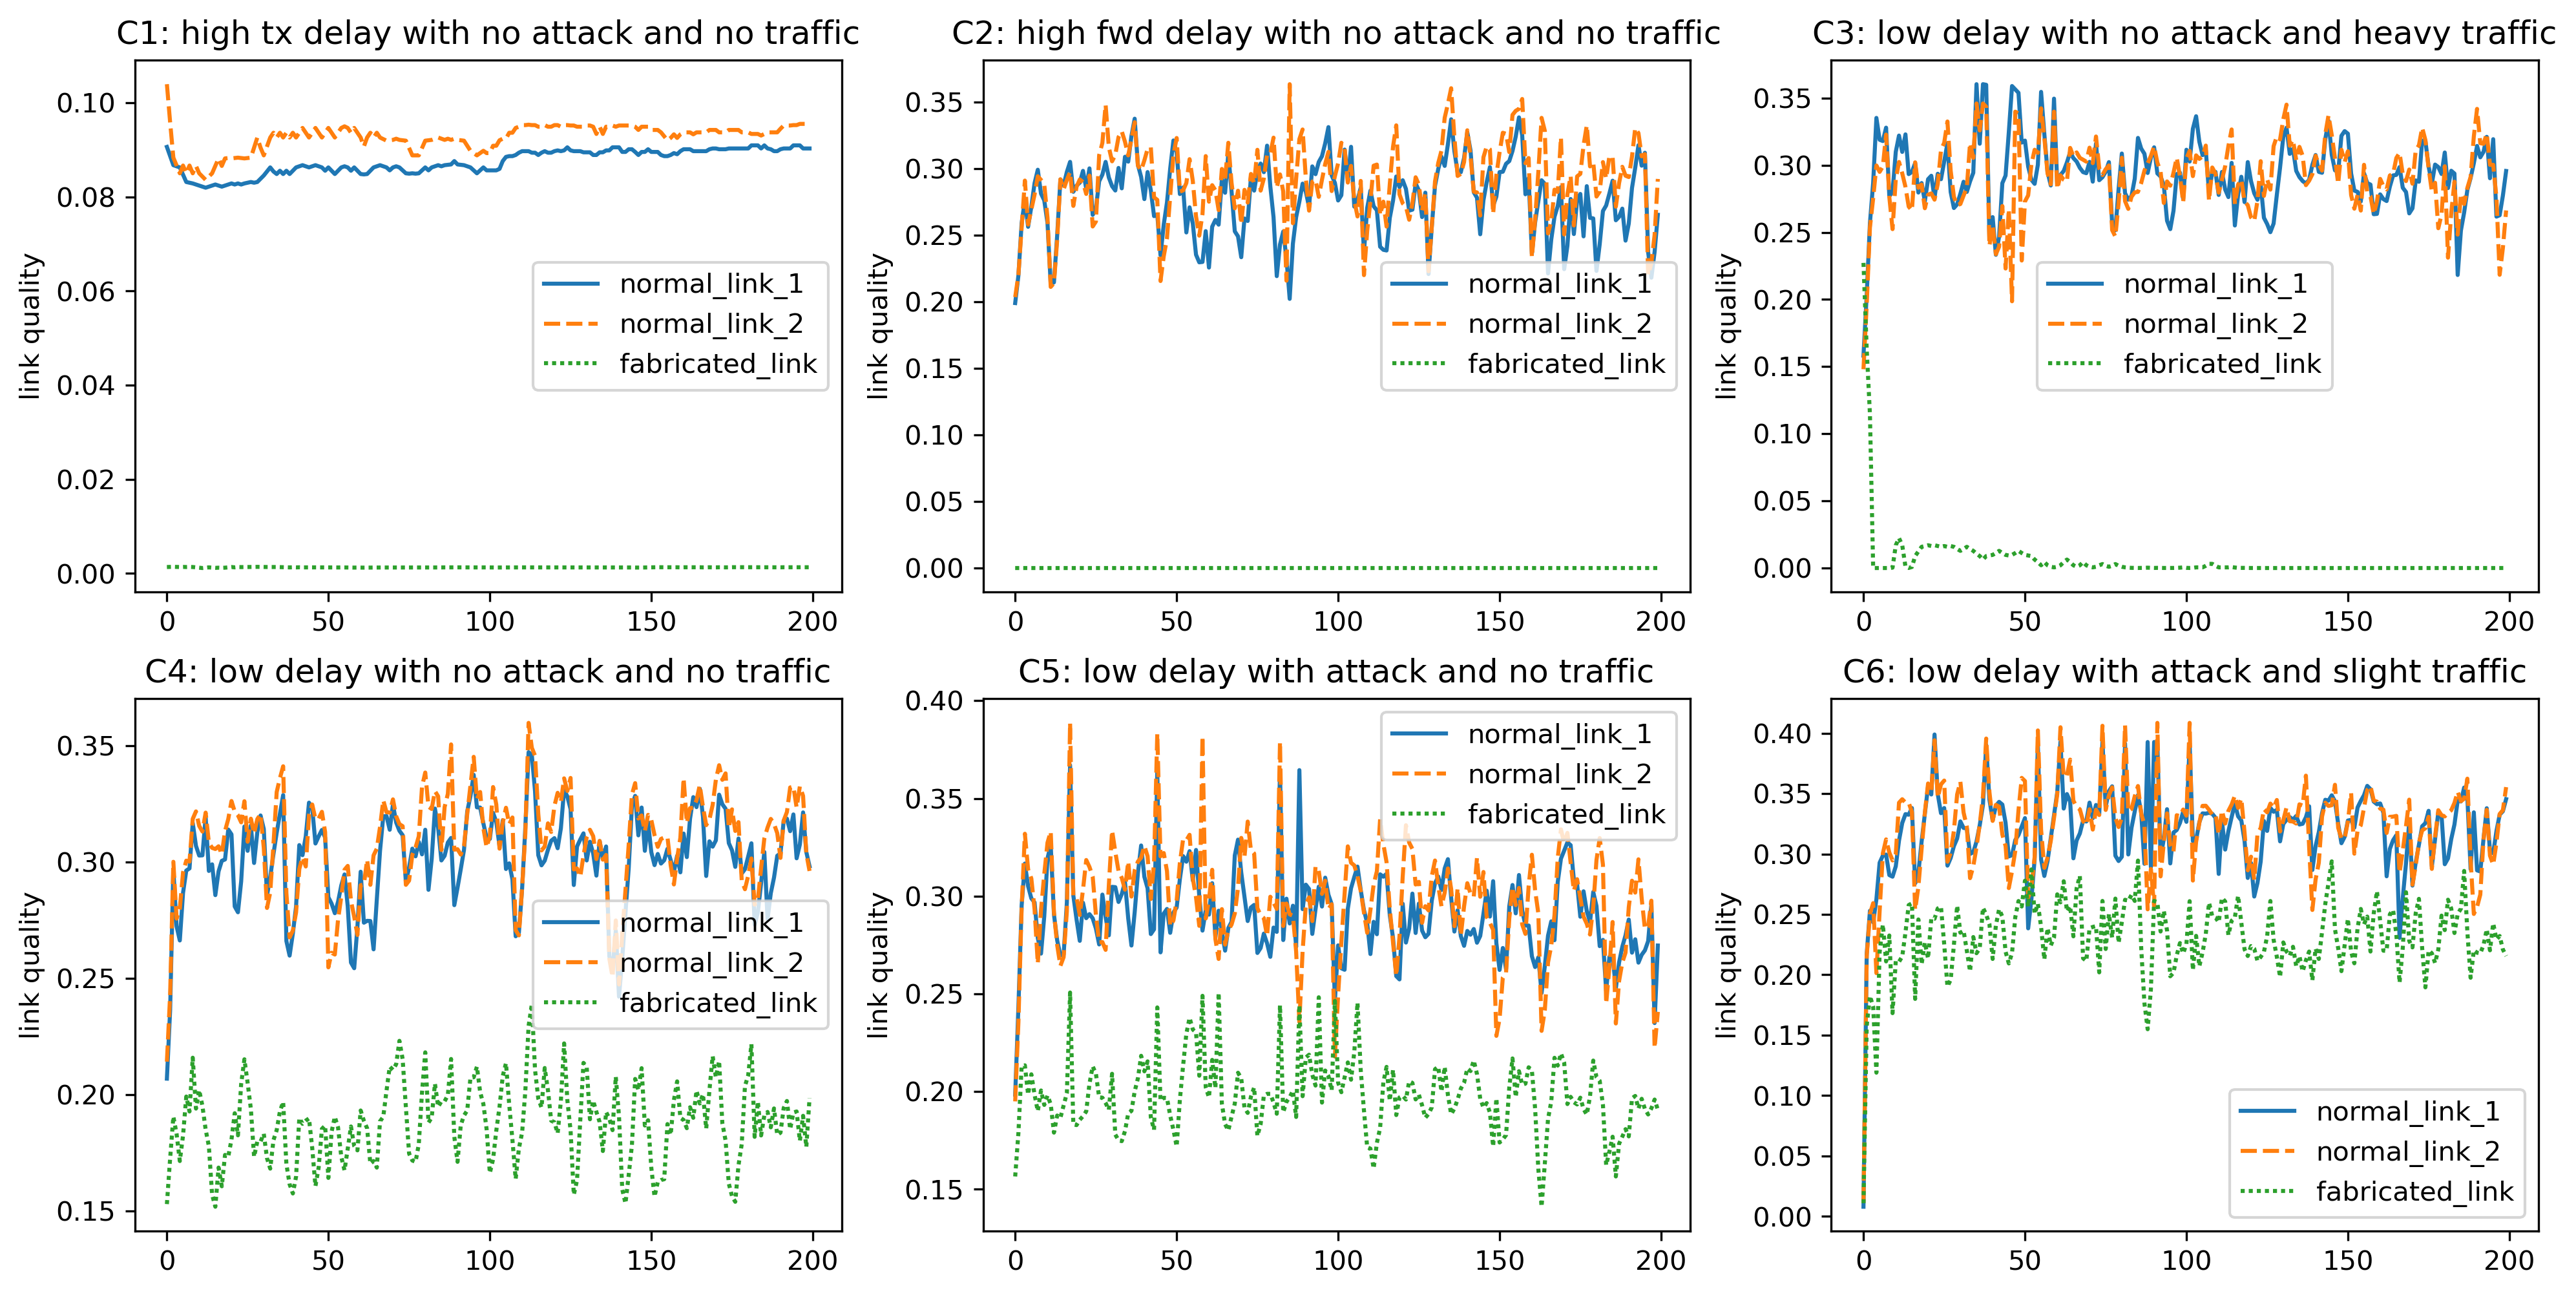 C1: high tx delay with no attack and no traffic
link quality
0.10
0.08
0.06
0.04
0.02
0.00
normal_link_1
normal_link_2
fabricated_link
0 50 100 150 200
C2: high fwd delay with no attack and no traffic
link quality
0.35
0.30
0.25
0.20
0.15
0.10
0.05
0.00
normal_link_1
normal_link_2
fabricated_link
0 50 100 150 200
C3: low delay with no attack and heavy traffic
link quality
0.35
0.30
0.25
0.20
0.15
0.10
0.05
0.00
normal_link_1
normal_link_2
fabricated_link
0 50 100 150 200
C4: low delay with no attack and no traffic
link quality
0.35
0.30
0.25
0.20
0.15
normal_link_1
normal_link_2
fabricated_link
0 50 100 150 200
C5: low delay with attack and no traffic
link quality
0.40
0.35
0.30
0.25
0.20
0.15
normal_link_1
normal_link_2
fabricated_link
0 50 100 150 200
C6: low delay with attack and slight traffic
link quality
0.40
0.35
0.30
0.25
0.20
0.15
0.10
0.05
0.00
normal_link_1
normal_link_2
fabricated_link
0 50 100 150 200